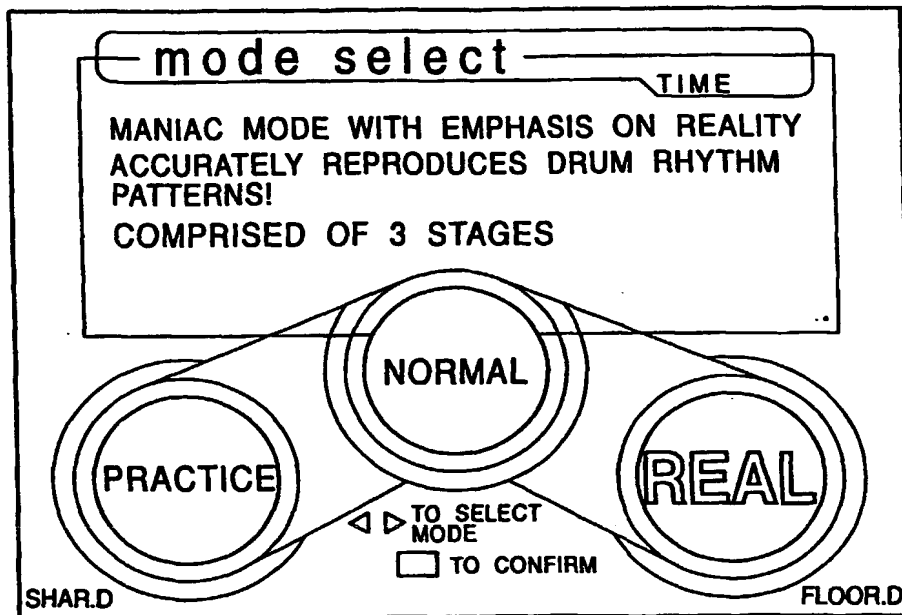 mode select
TIME
MANIAC MODE WITH EMPHASIS ON REALITY
ACCURATELY REPRODUCES DRUM RHYTHM
PATTERNS!
COMPRISED OF 3 STAGES
NORMAL
PRACTICE
REAL
◁ ▷ TO SELECT
MODE
TO CONFIRM
SHAR.D
FLOOR.D